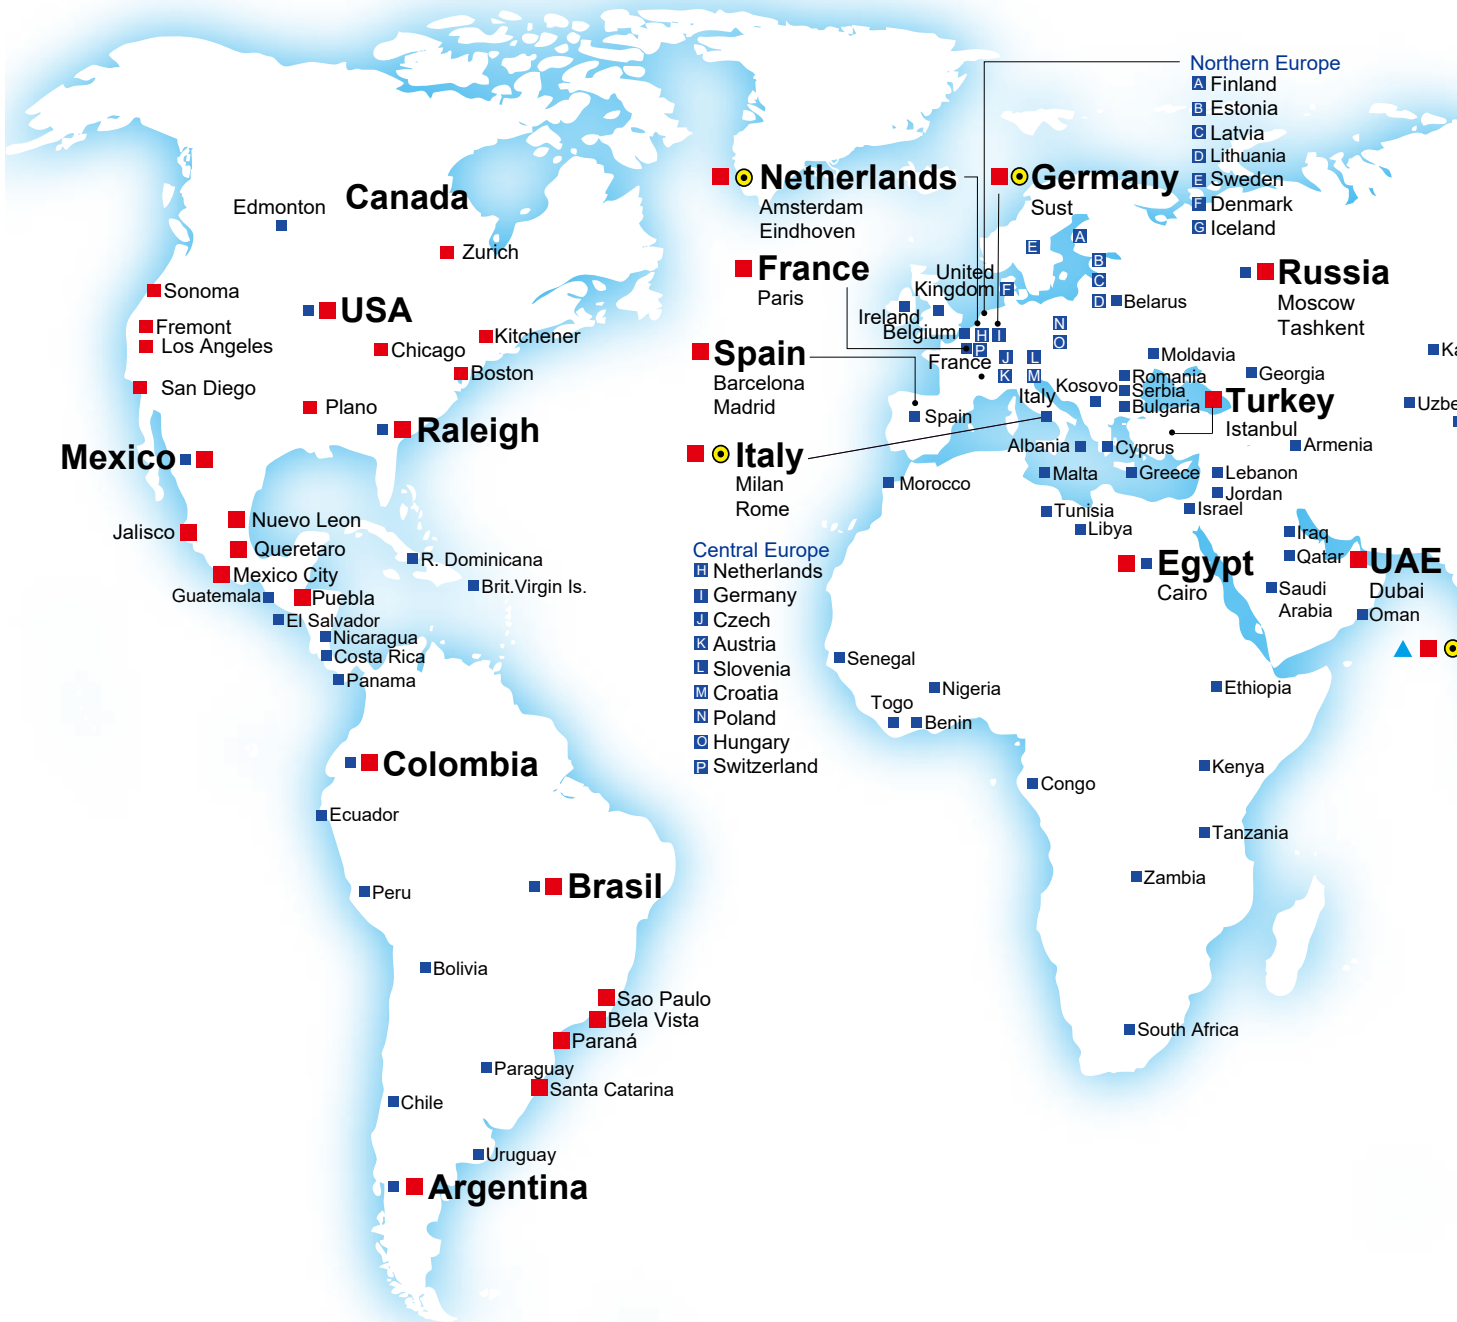 Canada
Edmonton
Zurich
Sonoma
USA
Fremont
Los Angeles
Kitchener
Chicago
San Diego
Boston
Plano
Raleigh
Mexico
Nuevo Leon
Jalisco
Queretaro
Mexico City
Guatemala
Puebla
R. Dominicana
Brit.Virgin Is.
El Salvador
Nicaragua
Costa Rica
Panama
Colombia
Ecuador
Peru
Brasil
Bolivia
Sao Paulo
Bela Vista
Paraná
Paraguay
Santa Catarina
Chile
Uruguay
Argentina
Netherlands
Amsterdam
Eindhoven
France
Paris
Spain
Barcelona
Madrid
Italy
Milan
Rome
Germany
Sust
Northern Europe
A Finland
B Estonia
C Latvia
D Lithuania
E Sweden
F Denmark
G Iceland
Russia
Moscow
Tashkent
E
A
B
C
D
F
United
Kingdom
Ireland
Belgium
France
H
I
P
J
K
L
M
N
O
Belarus
Moldavia
Romania
Serbia
Bulgaria
Kosovo
Italy
Spain
Georgia
Turkey
Istanbul
Armenia
Albania
Cyprus
Malta
Greece
Lebanon
Jordan
Israel
Morocco
Tunisia
Libya
Iraq
Qatar
UAE
Dubai
Oman
Saudi
Arabia
Egypt
Cairo
Central Europe
H Netherlands
I Germany
J Czech
K Austria
L Slovenia
M Croatia
N Poland
O Hungary
P Switzerland
Senegal
Nigeria
Togo
Benin
Ethiopia
Congo
Kenya
Tanzania
Zambia
South Africa